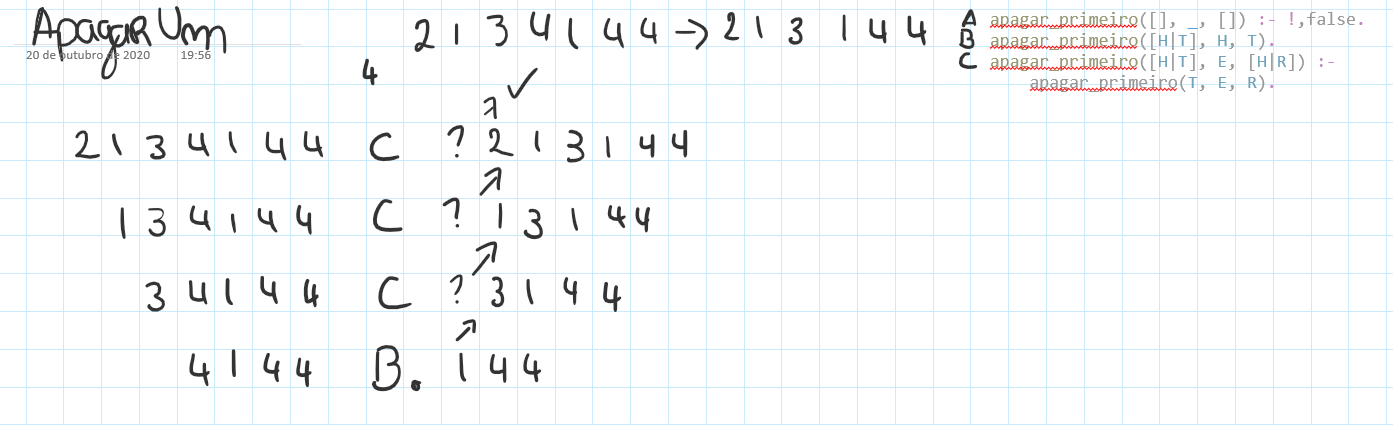 Apagar Um
20 de outubro de 2020 19:56
2 1 3 4 1 4 4 → 2 1 3 1 4 4
A apagar_primeiro([], _, []) :- !,false.
B apagar_primeiro([H|T], H, T).
C apagar_primeiro([H|T], E, [H|R]) :-
apagar_primeiro(T, E, R).
4
↗ ✓
2 1 3 4 1 4 4 C ? 2 1 3 1 4 4
↗
1 3 4 1 4 4 C ? 1 3 1 4 4
↗
3 4 1 4 4 C ? 3 1 4 4
↗
4 1 4 4 B. 1 4 4